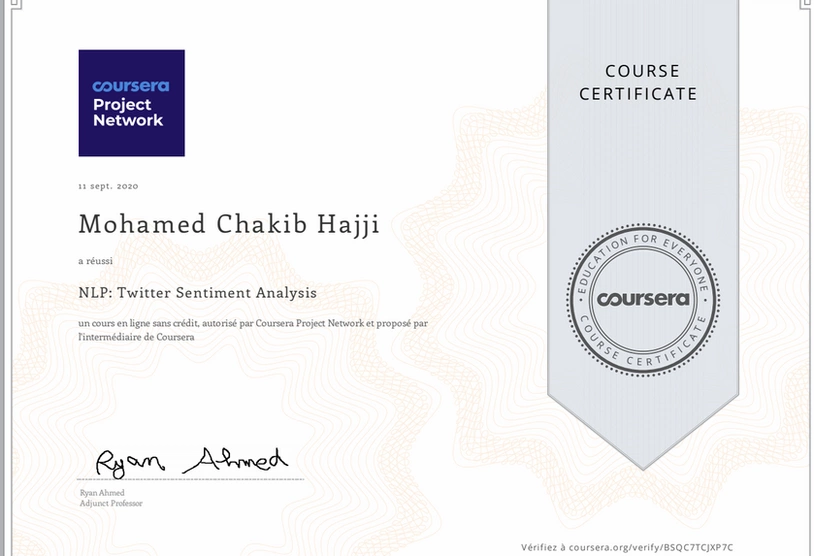 COURSE
CERTIFICATE
coursera
Project
Network
11 sept. 2020
Mohamed Chakib Hajji
a réussi
NLP: Twitter Sentiment Analysis
un cours en ligne sans crédit, autorisé par Coursera Project Network et proposé par
l'intermédiaire de Coursera
EDUCATION FOR EVERYONE
coursera
COURSE CERTIFICATE
Ryan Ahmed
Ryan Ahmed
Adjunct Professor
Vérifiez à coursera.org/verify/BSQC7TCJXP7C